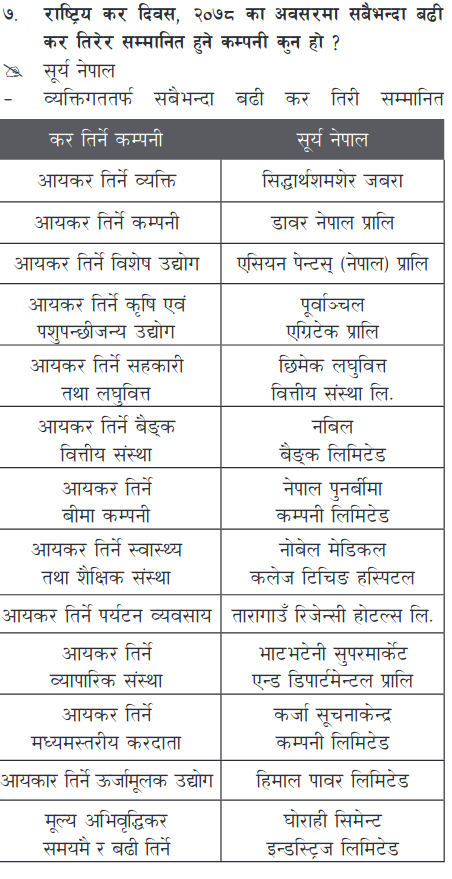 ७. राष्ट्रिय कर दिवस, २०७८ का अवसरमा सबैभन्दा बढी
कर तिरेर सम्मानित हुने कम्पनी कुन हो ?
सूर्य नेपाल
– व्यक्तिगततर्फ सबैभन्दा बढी कर तिरी सम्मानित
कर तिर्ने कम्पनी सूर्य नेपाल
आयकर तिर्ने व्यक्ति सिद्धार्थशमशेर जबरा
आयकर तिर्ने कम्पनी डावर नेपाल प्रालि
आयकर तिर्ने विशेष उद्योग एसियन पेन्टस् (नेपाल) प्रालि
आयकर तिर्ने कृषि एवं पूर्वाञ्चल
पशुपन्छीजन्य उद्योग एग्रिटेक प्रालि
आयकर तिर्ने सहकारी छिमेक लघुवित्त
तथा लघुवित्त वित्तीय संस्था लि.
आयकर तिर्ने बैङ्क नबिल
वित्तीय संस्था बैङ्क लिमिटेड
आयकर तिर्ने नेपाल पुनर्बीमा
बीमा कम्पनी कम्पनी लिमिटेड
आयकर तिर्ने स्वास्थ्य नोबेल मेडिकल
तथा शैक्षिक संस्था कलेज टिचिङ हस्पिटल
आयकर तिर्ने पर्यटन व्यवसाय तारागाउँ रिजेन्सी होटल्स लि.
आयकर तिर्ने भाटभटेनी सुपरमार्केट
व्यापारिक संस्था एन्ड डिपार्टमेन्टल प्रालि
आयकर तिर्ने कर्जा सूचनाकेन्द्र
मध्यमस्तरीय करदाता कम्पनी लिमिटेड
आयकार तिर्ने ऊर्जामूलक उद्योग हिमाल पावर लिमिटेड
मूल्य अभिवृद्धिकर घोराही सिमेन्ट
समयमै र बढी तिर्ने इन्डस्ट्रिज लिमिटेड